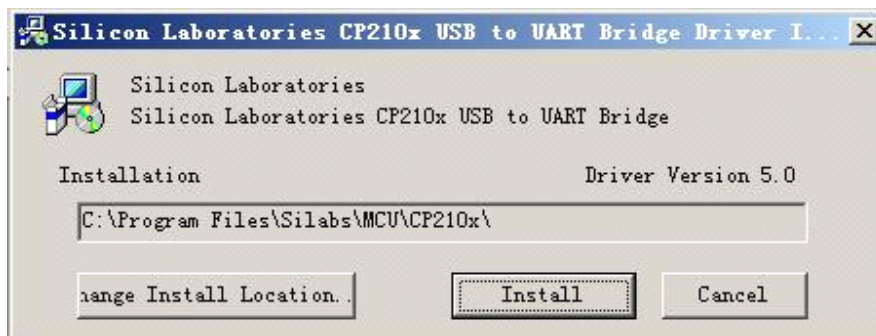 Silicon Laboratories CP210x USB to UART Bridge Driver I...
Silicon Laboratories
Silicon Laboratories CP210x USB to UART Bridge
Installation
Driver Version 5.0
C:\Program Files\Silabs\MCU\CP210x\
hange Install Location..
Install
Cancel